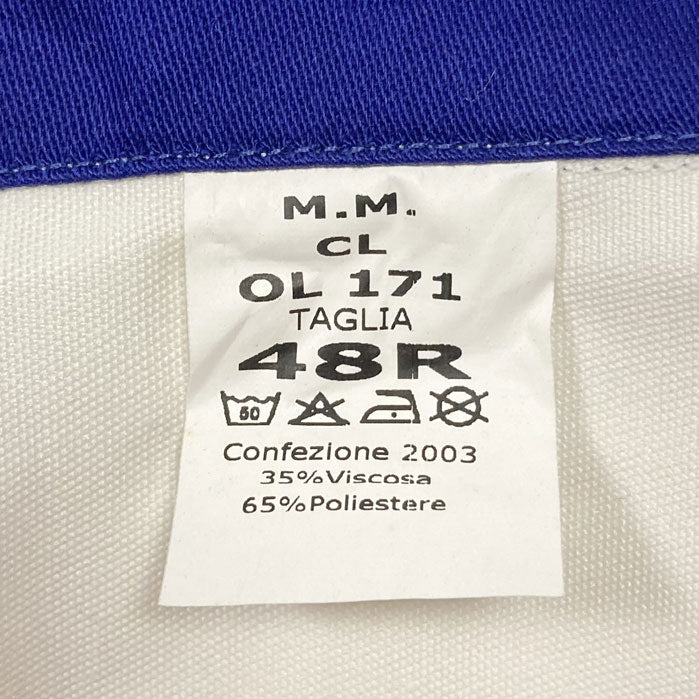 M.M.
CL
OL 171
TAGLIA
48R
50
Confezione 2003
35%Viscosa
65%Poliestere